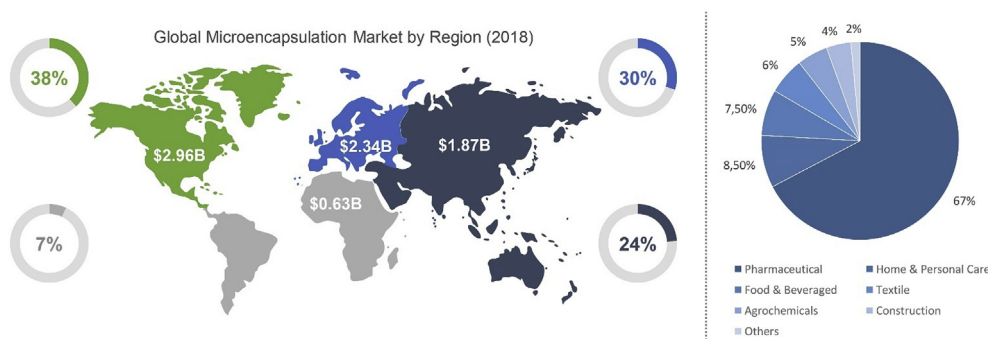 Global Microencapsulation Market by Region (2018)
38%
30%
$2.96B
$2.34B
$1.87B
$0.63B
7%
24%
2%
4%
5%
6%
7,50%
8,50%
67%
Pharmaceutical
Home & Personal Care
Food & Beveraged
Textile
Agrochemicals
Construction
Others